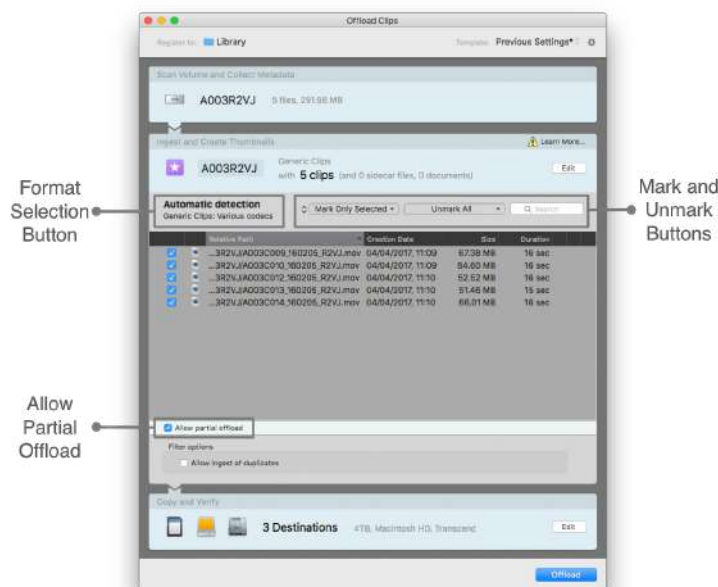 Offload Clips
Register to: Library
Template: Previous Settings*
Scan Volume and Collect Metadata
A003R2VJ 5 files, 291.98 MB
Ingest and Create Thumbnails
Learn More...
A003R2VJ
Generic Clips
with 5 clips (and 0 sidecar files, 0 documents)
Edit
Format
Selection
Button
Automatic detection
Generic Clips: Various codecs
Mark Only Selected
Unmark All
Search
Mark and
Unmark
Buttons
Relative Path Creation Date Size Duration
...3R2VJ/A003C009_160205_R2VJ.mov 04/04/2017, 11:09 67.38 MB 16 sec
...3R2VJ/A003C010_160205_R2VJ.mov 04/04/2017, 11:09 54.60 MB 16 sec
...3R2VJ/A003C012_160205_R2VJ.mov 04/04/2017, 11:10 52.52 MB 16 sec
...3R2VJ/A003C013_160205_R2VJ.mov 04/04/2017, 11:10 51.46 MB 15 sec
...3R2VJ/A003C014_160205_R2VJ.mov 04/04/2017, 11:10 66.01 MB 16 sec
Allow
Partial
Offload
Allow partial offload
Filter options
Allow ingest of duplicates
Copy and Verify
3 Destinations 4TB, Macintosh HD, Transcend
Edit
Offload